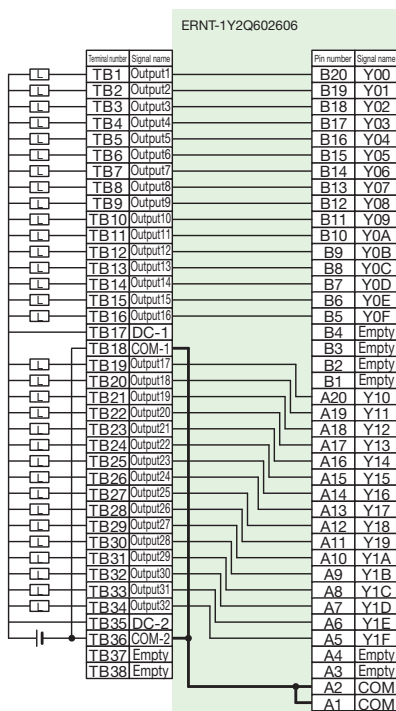 ERNT-1Y2Q602606
Terminal number Signal name Pin number Signal name
L TB1 Output1 B20 Y00
L TB2 Output2 B19 Y01
L TB3 Output3 B18 Y02
L TB4 Output4 B17 Y03
L TB5 Output5 B16 Y04
L TB6 Output6 B15 Y05
L TB7 Output7 B14 Y06
L TB8 Output8 B13 Y07
L TB9 Output9 B12 Y08
L TB10 Output10 B11 Y09
L TB11 Output11 B10 Y0A
L TB12 Output12 B9 Y0B
L TB13 Output13 B8 Y0C
L TB14 Output14 B7 Y0D
L TB15 Output15 B6 Y0E
L TB16 Output16 B5 Y0F
TB17 DC-1 B4 Empty
TB18 COM-1 B3 Empty
L TB19 Output17 B2 Empty
L TB20 Output18 B1 Empty
L TB21 Output19 A20 Y10
L TB22 Output20 A19 Y11
L TB23 Output21 A18 Y12
L TB24 Output22 A17 Y13
L TB25 Output23 A16 Y14
L TB26 Output24 A15 Y15
L TB27 Output25 A14 Y16
L TB28 Output26 A13 Y17
L TB29 Output27 A12 Y18
L TB30 Output28 A11 Y19
L TB31 Output29 A10 Y1A
L TB32 Output30 A9 Y1B
L TB33 Output31 A8 Y1C
L TB34 Output32 A7 Y1D
TB35 DC-2 A6 Y1E
TB36 COM-2 A5 Y1F
TB37 Empty A4 Empty
TB38 Empty A3 Empty
A2 COM
A1 COM